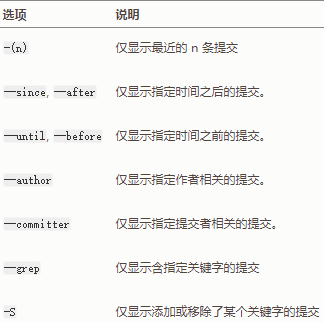 选项 说明
-(n) 仅显示最近的 n 条提交
--since, --after 仅显示指定时间之后的提交。
--until, --before 仅显示指定时间之前的提交。
--author 仅显示指定作者相关的提交。
--committer 仅显示指定提交者相关的提交。
--grep 仅显示含指定关键字的提交
-S 仅显示添加或移除了某个关键字的提交